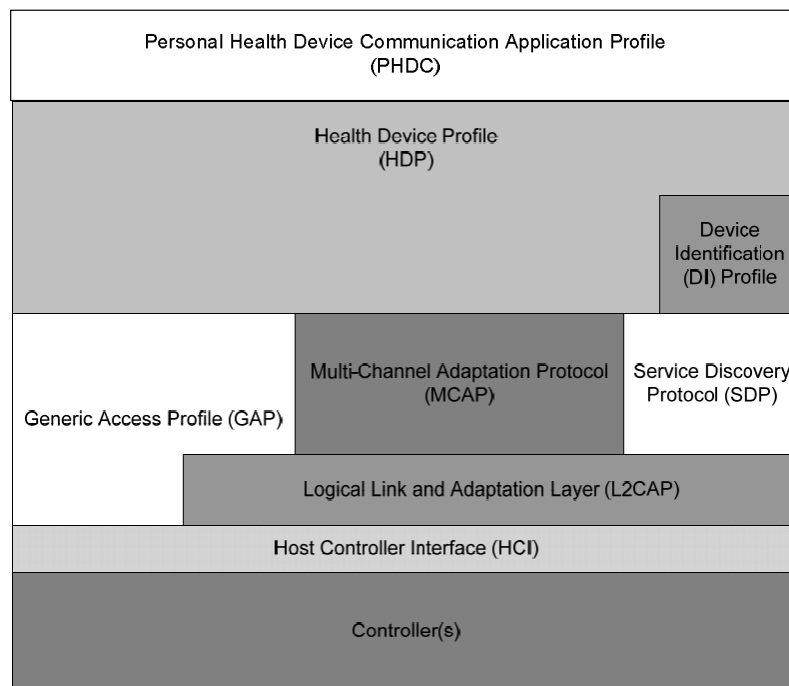 Personal Health Device Communication Application Profile
(PHDC)
Health Device Profile
(HDP)
Device
Identification
(DI) Profile
Multi-Channel Adaptation Protocol
(MCAP)
Service Discovery
Protocol (SDP)
Generic Access Profile (GAP)
Logical Link and Adaptation Layer (L2CAP)
Host Controller Interface (HCI)
Controller(s)